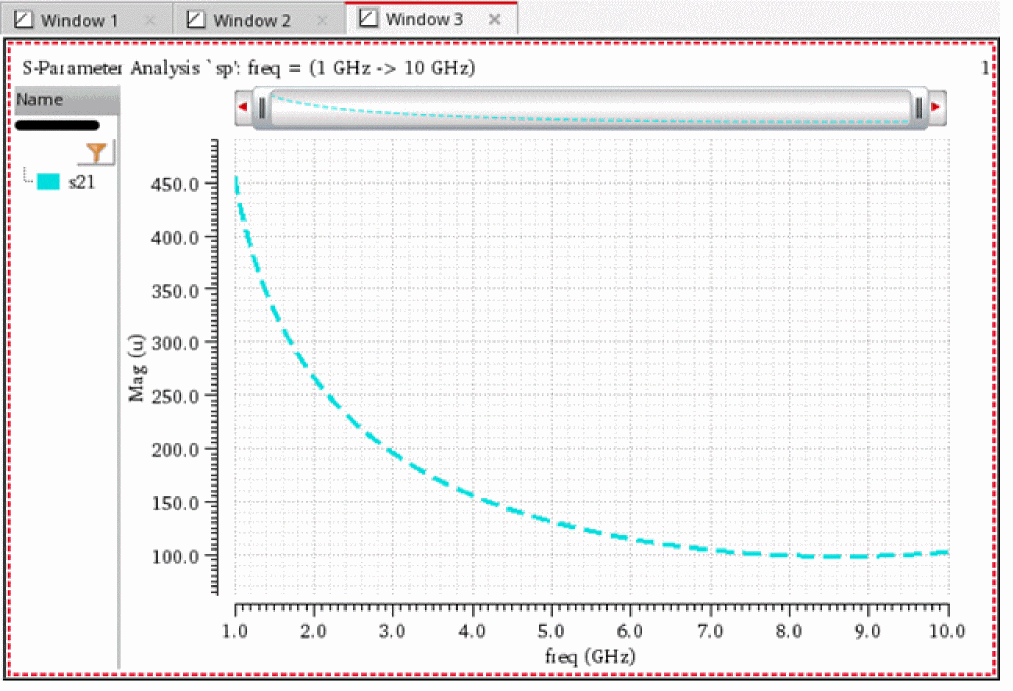 Window 1
Window 2
Window 3
S-Parameter Analysis `sp': freq = (1 GHz -> 10 GHz)
1
Name
s21
450.0
400.0
350.0
300.0
250.0
200.0
150.0
100.0
Mag (u)
1.0 2.0 3.0 4.0 5.0 6.0 7.0 8.0 9.0 10.0
freq (GHz)